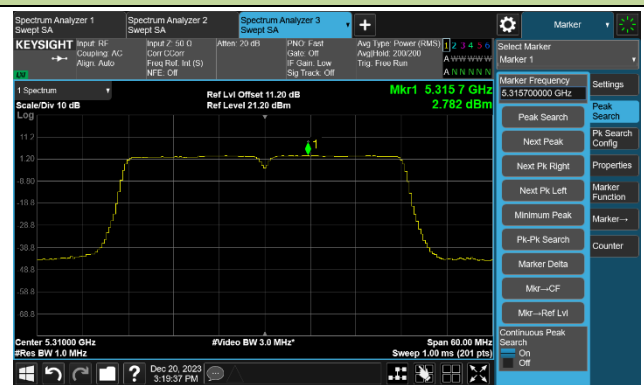 Spectrum Analyzer 1
Swept SA
Spectrum Analyzer 2
Swept SA
Spectrum Analyzer 3
Swept SA
Marker
KEYSIGHT
Input: RF
Coupling: AC
Align: Auto
Input Z: 50 Ω
Corr CCorr
Freq Ref: Int (S)
NFE: Off
Atten: 20 dB
PNO: Fast
Gate: Off
IF Gain: Low
Sig Track: Off
Avg Type: Power (RMS)
Avg|Hold: 200/200
Trig: Free Run
1 2 3 4 5 6
A W W W W W
A N N N N N
Select Marker
Marker 1
LXI
1 Spectrum
Scale/Div 10 dB
Log
Ref Lvl Offset 11.20 dB
Ref Level 21.20 dBm
Mkr1 5.315 7 GHz
2.782 dBm
11.2
1.20
-8.80
-18.8
-28.8
-38.8
-48.8
-58.8
-68.8
1
Center 5.31000 GHz
#Res BW 1.0 MHz
#Video BW 3.0 MHz*
Span 60.00 MHz
Sweep 1.00 ms (201 pts)
Marker Frequency
5.315700000 GHz
Peak Search
Next Peak
Next Pk Right
Next Pk Left
Minimum Peak
Pk-Pk Search
Marker Delta
Mkr→CF
Mkr→Ref Lvl
Continuous Peak
Search
On
Off
Settings
Peak
Search
Pk Search
Config
Properties
Marker
Function
Marker→
Counter
Dec 20, 2023
3:19:37 PM